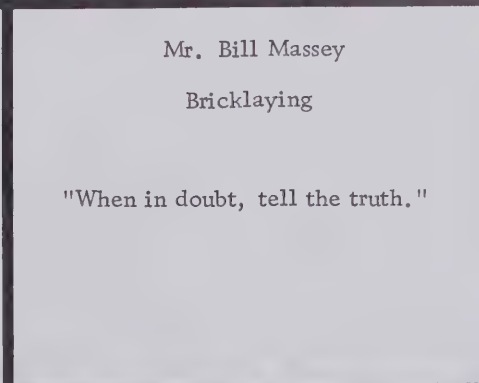 Mr. Bill Massey
Bricklaying
"When in doubt, tell the truth."